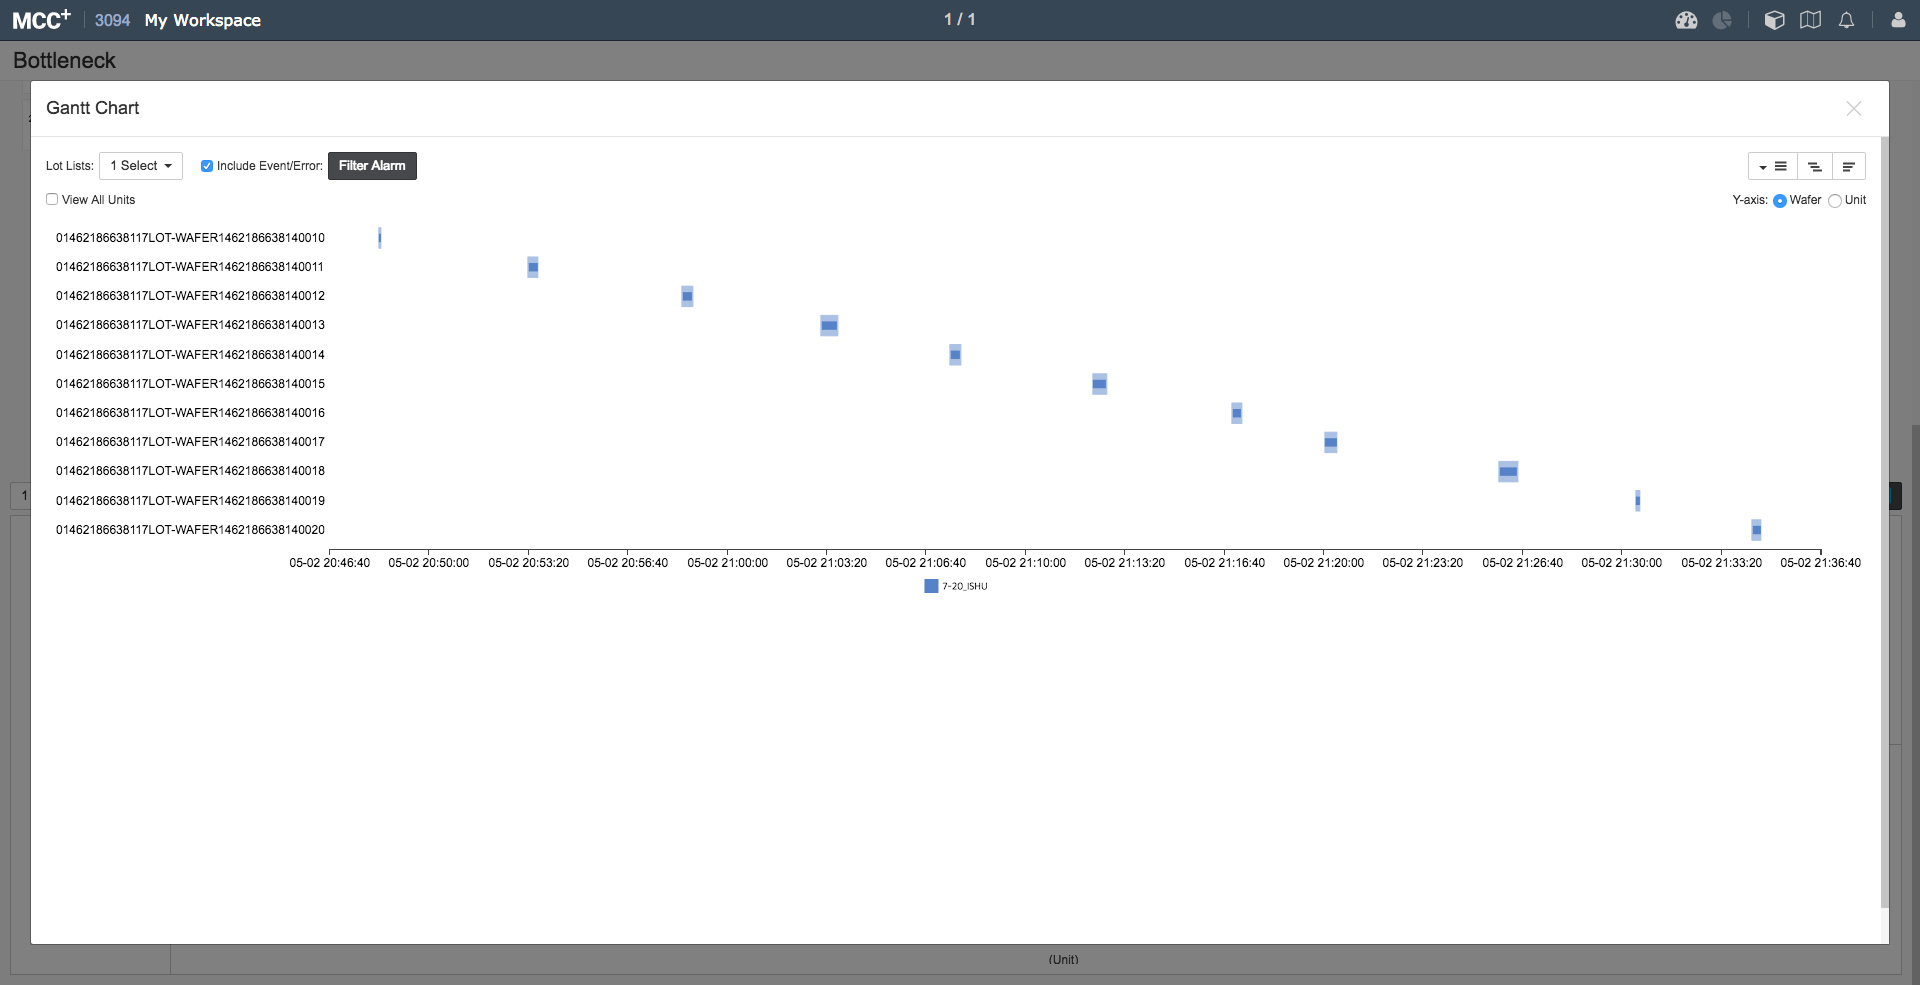 MCC+ 3094 My Workspace 1 / 1
Bottleneck
Gantt Chart
Lot Lists: 1 Select Include Event/Error: Filter Alarm
View All Units Y-axis: Wafer Unit
01462186638117LOT-WAFER1462186638140010
01462186638117LOT-WAFER1462186638140011
01462186638117LOT-WAFER1462186638140012
01462186638117LOT-WAFER1462186638140013
01462186638117LOT-WAFER1462186638140014
01462186638117LOT-WAFER1462186638140015
01462186638117LOT-WAFER1462186638140016
01462186638117LOT-WAFER1462186638140017
01462186638117LOT-WAFER1462186638140018
1
01462186638117LOT-WAFER1462186638140019
01462186638117LOT-WAFER1462186638140020
05-02 20:46:40 05-02 20:50:00 05-02 20:53:20 05-02 20:56:40 05-02 21:00:00 05-02 21:03:20 05-02 21:06:40 05-02 21:10:00 05-02 21:13:20 05-02 21:16:40 05-02 21:20:00 05-02 21:23:20 05-02 21:26:40 05-02 21:30:00 05-02 21:33:20 05-02 21:36:40
7-20_ISHU
(Unit)